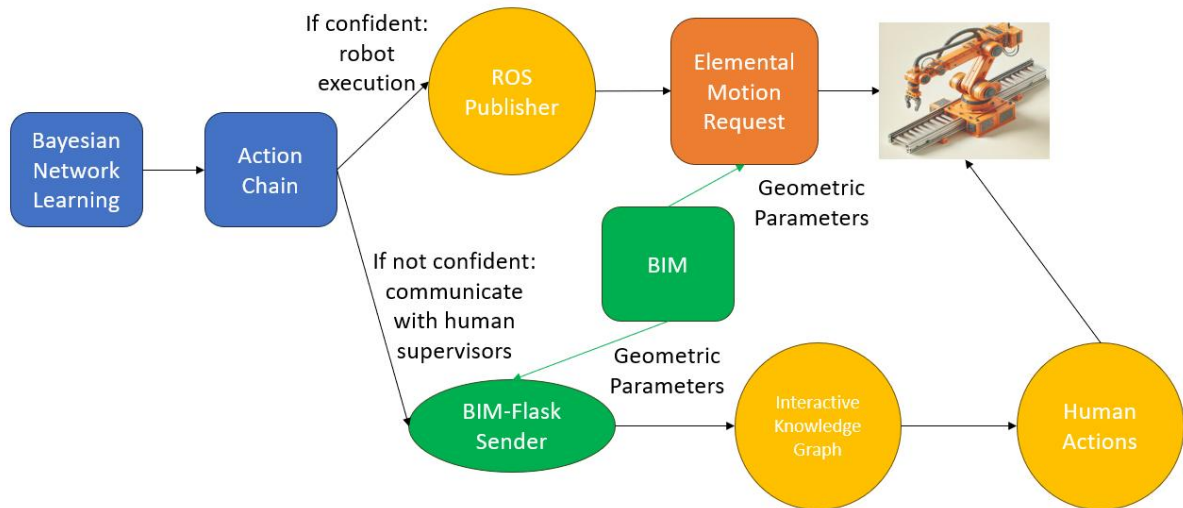 Bayesian
Network
Learning
Action
Chain
If confident:
robot
execution
ROS
Publisher
Elemental
Motion
Request
Geometric
Parameters
BIM
If not confident:
communicate
with human
supervisors
Geometric
Parameters
BIM-Flask
Sender
Interactive
Knowledge
Graph
Human
Actions